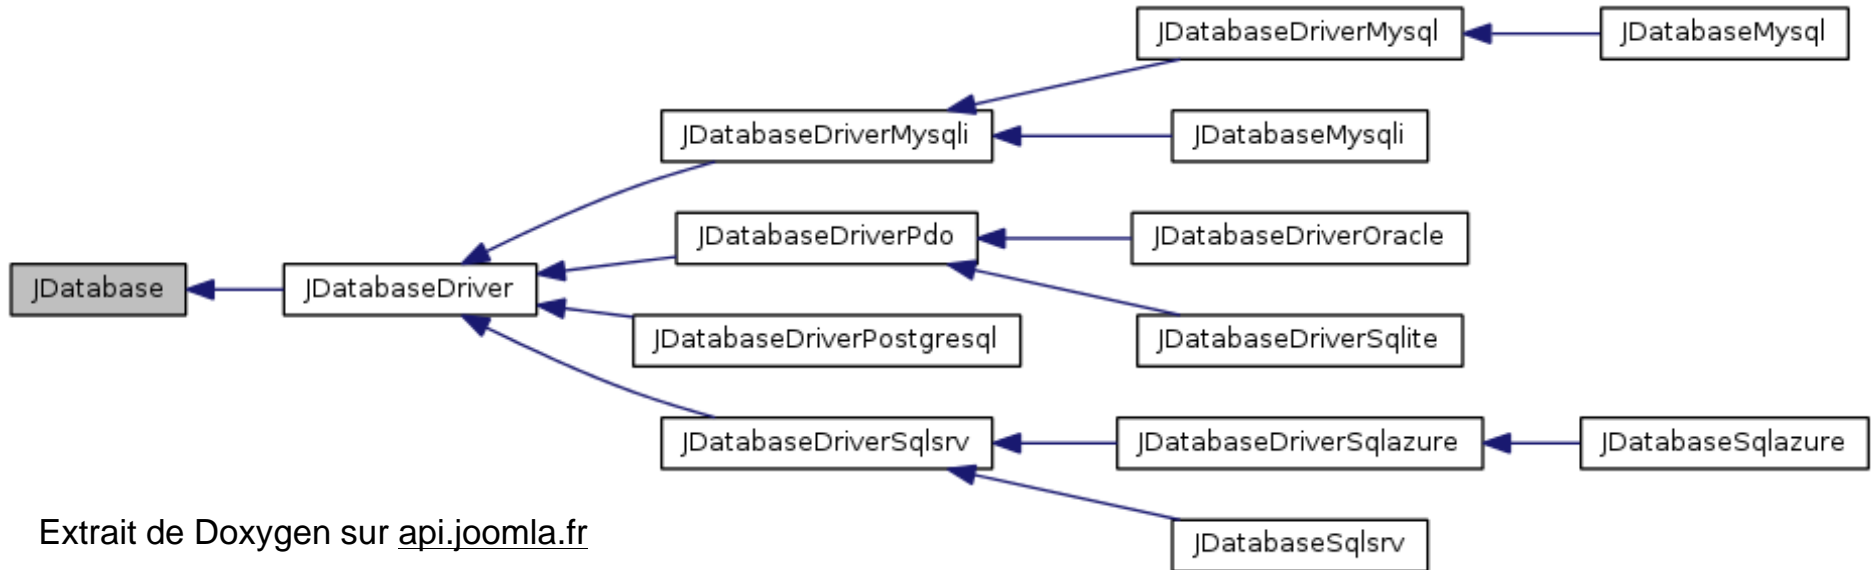 JDatabaseDriverMysql
JDatabaseMysql
JDatabaseDriverMysqli
JDatabaseMysqli
JDatabaseDriverPdo
JDatabaseDriverOracle
JDatabase
JDatabaseDriver
JDatabaseDriverPostgresql
JDatabaseDriverSqlite
JDatabaseDriverSqlsrv
JDatabaseDriverSqlazure
JDatabaseSqlazure
JDatabaseSqlsrv
Extrait de Doxygen sur api.joomla.fr